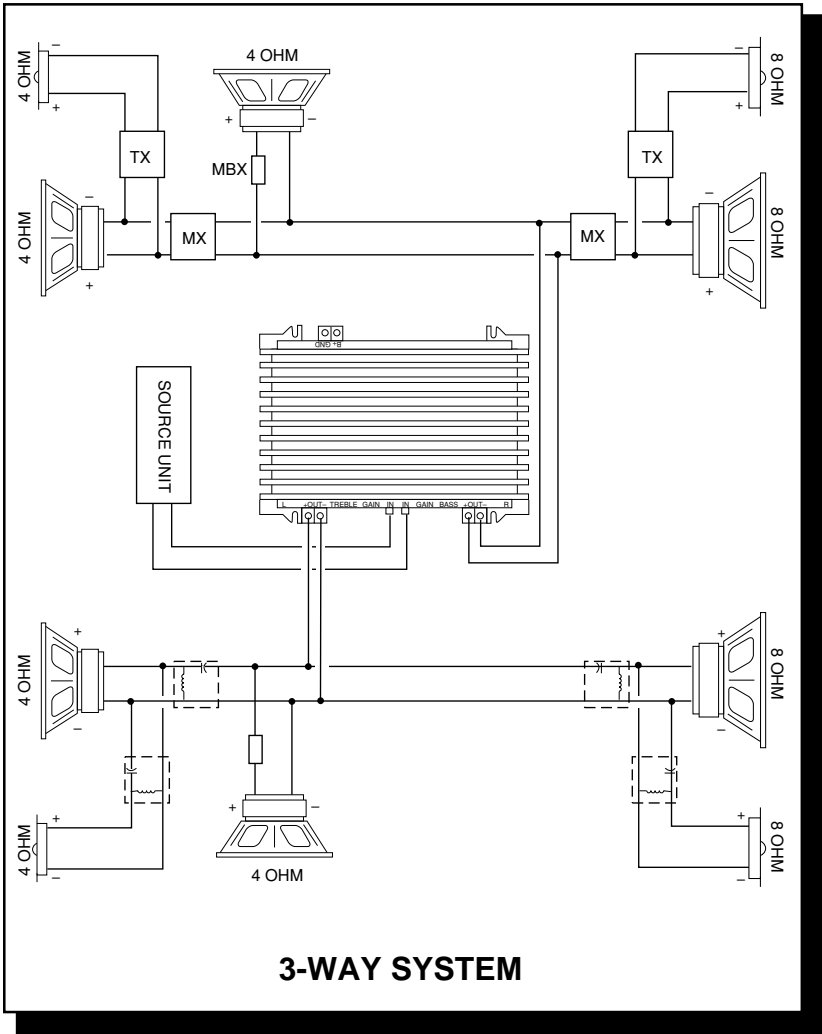 4 OHM
–
+
4 OHM
+
–
–
+
8 OHM
TX
TX
MBX
4 OHM
–
+
MX
MX
–
+
8 OHM
GND B+
SOURCE UNIT
L +OUT– TREBLE GAIN IN IN GAIN BASS +OUT– R
4 OHM
+
–
+
–
8 OHM
4 OHM
+
–
+
–
4 OHM
+
–
8 OHM
3-WAY SYSTEM